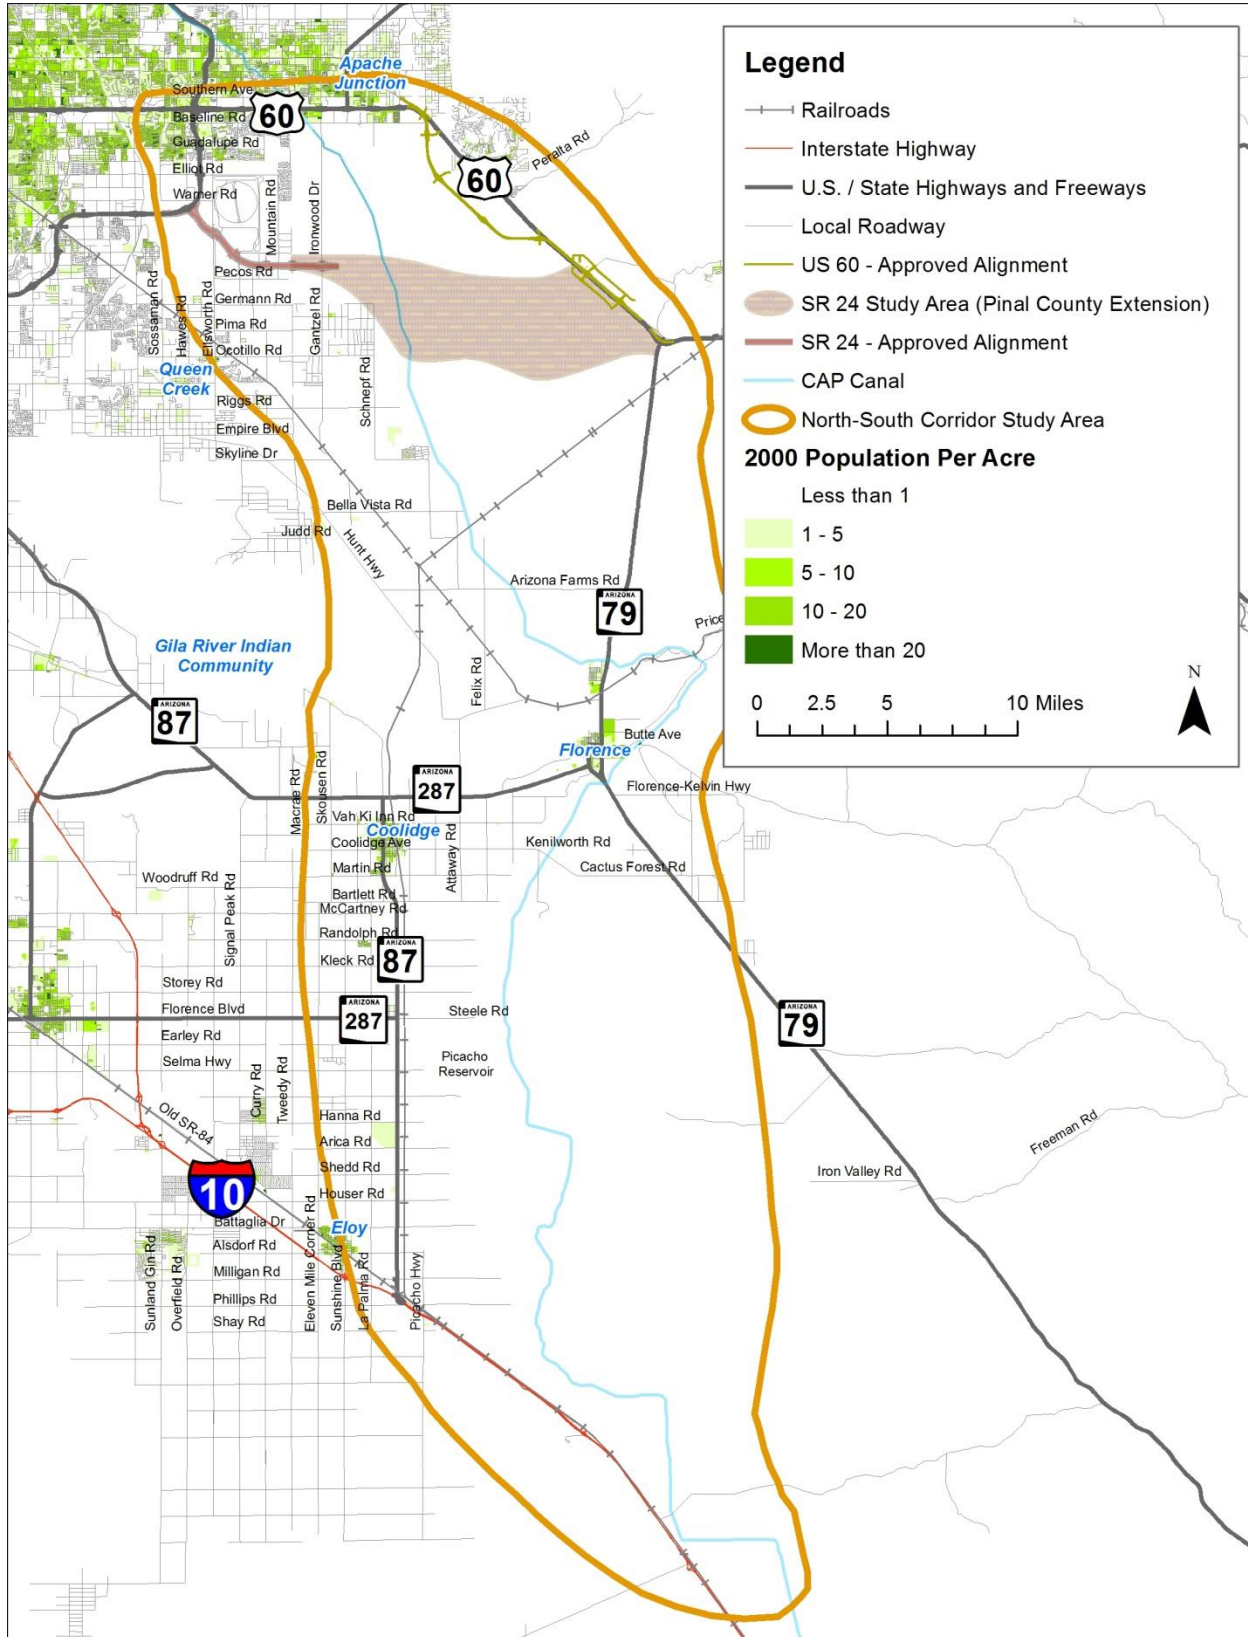 Apache
Junction
Southern Ave
60
Baseline Rd
Guadalupe Rd
Elliot Rd
Warner Rd
60
Peralta Rd
Mountain Rd
Ironwood Dr
Pecos Rd
Germann Rd
Pima Rd
Ocotillo Rd
Sossaman Rd
Hawes Rd
Ellsworth Rd
Gantzel Rd
Schnepf Rd
Queen
Creek
Riggs Rd
Empire Blvd
Skyline Dr
Bella Vista Rd
Judd Rd
Hunt Hwy
Arizona Farms Rd
ARIZONA
79
Price
Gila River Indian
Community
Felix Rd
87
ARIZONA
Florence
Butte Ave
Macrae Rd
Skousen Rd
ARIZONA
287
Florence-Kelvin Hwy
Vah Ki Inn Rd
Coolidge
Coolidge Ave
Attaway Rd
Kenilworth Rd
Martin Rd
Cactus Forest Rd
Woodruff Rd
Signal Peak Rd
Bartlett Rd
McCartney Rd
Randolph Rd
ARIZONA
87
Kleck Rd
Storey Rd
Florence Blvd
ARIZONA
287
Steele Rd
ARIZONA
79
Earley Rd
Selma Hwy
Picacho
Reservoir
Curry Rd
Tweedy Rd
Old SR-84
Hanna Rd
Arica Rd
Shedd Rd
Houser Rd
Freeman Rd
Iron Valley Rd
10
Battaglia Dr
Eloy
Alsdorf Rd
Milligan Rd
Phillips Rd
Shay Rd
Sunland Gin Rd
Overfield Rd
Eleven Mile Corner Rd
Sunshine Blvd
La Palma Rd
Picacho Hwy
Legend
Railroads
Interstate Highway
U.S. / State Highways and Freeways
Local Roadway
US 60 - Approved Alignment
SR 24 Study Area (Pinal County Extension)
SR 24 - Approved Alignment
CAP Canal
North-South Corridor Study Area
2000 Population Per Acre
Less than 1
1 - 5
5 - 10
10 - 20
More than 20
N
0 2.5 5 10 Miles